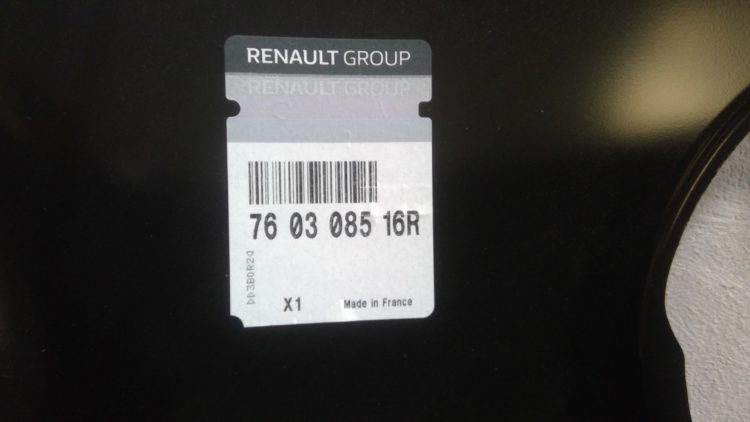 RENAULT GROUP
RENAULT GROUP
76 03 085 16R
X1
Made in France